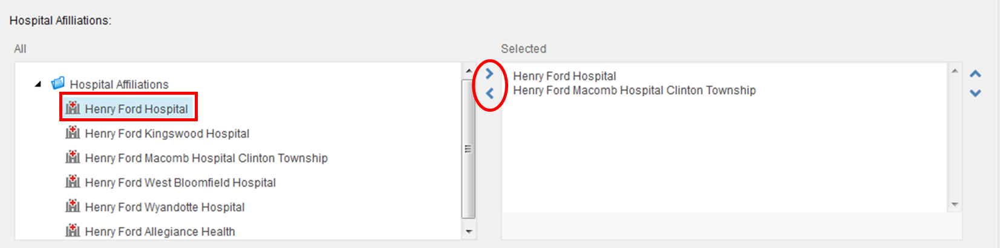 Hospital Afilliations:
All
Selected
Hospital Affiliations
Henry Ford Hospital
Henry Ford Kingswood Hospital
Henry Ford Macomb Hospital Clinton Township
Henry Ford West Bloomfield Hospital
Henry Ford Wyandotte Hospital
Henry Ford Allegiance Health
Henry Ford Hospital
Henry Ford Macomb Hospital Clinton Township